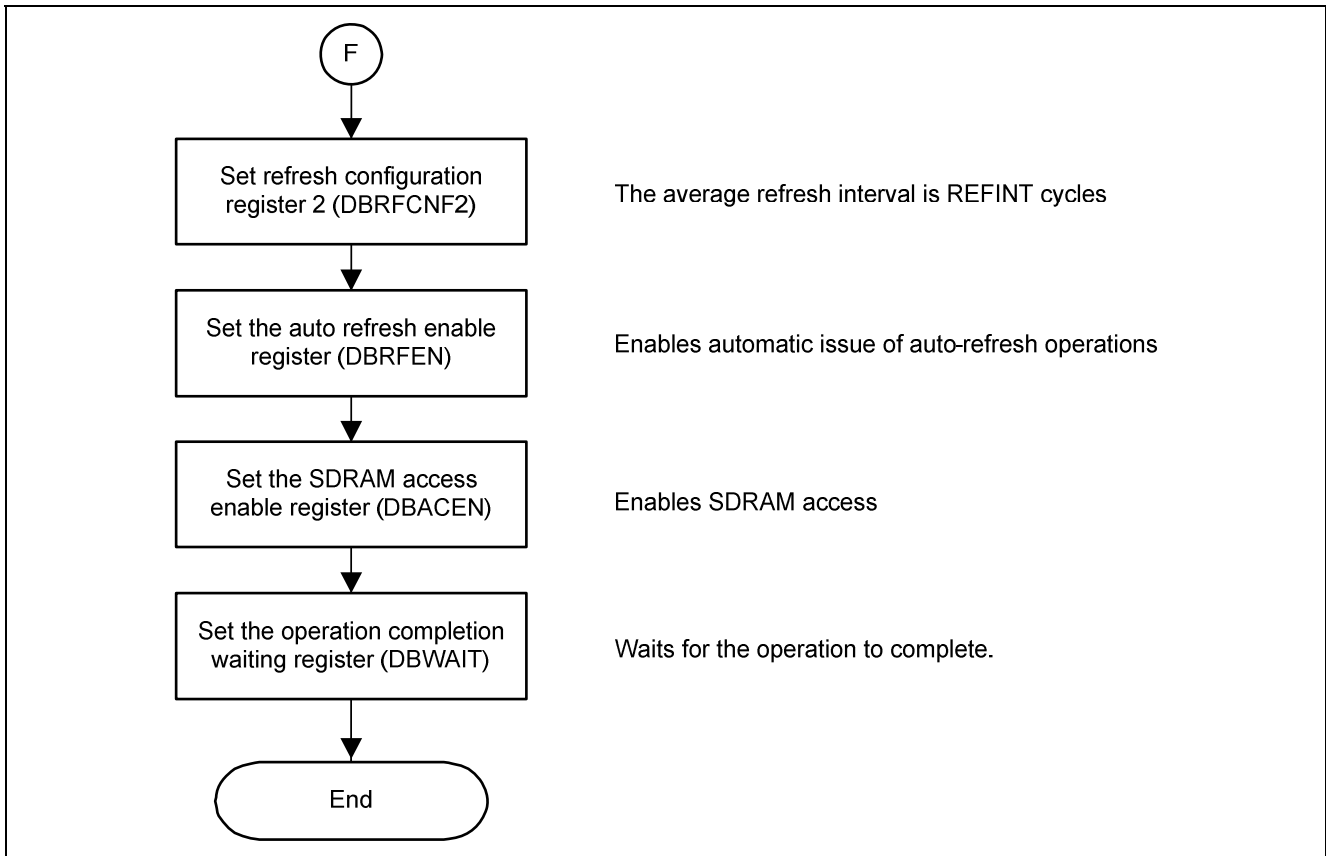 F
Set refresh configuration
register 2 (DBRFCNF2)
The average refresh interval is REFINT cycles
Set the auto refresh enable
register (DBRFEN)
Enables automatic issue of auto-refresh operations
Set the SDRAM access
enable register (DBACEN)
Enables SDRAM access
Set the operation completion
waiting register (DBWAIT)
Waits for the operation to complete.
End